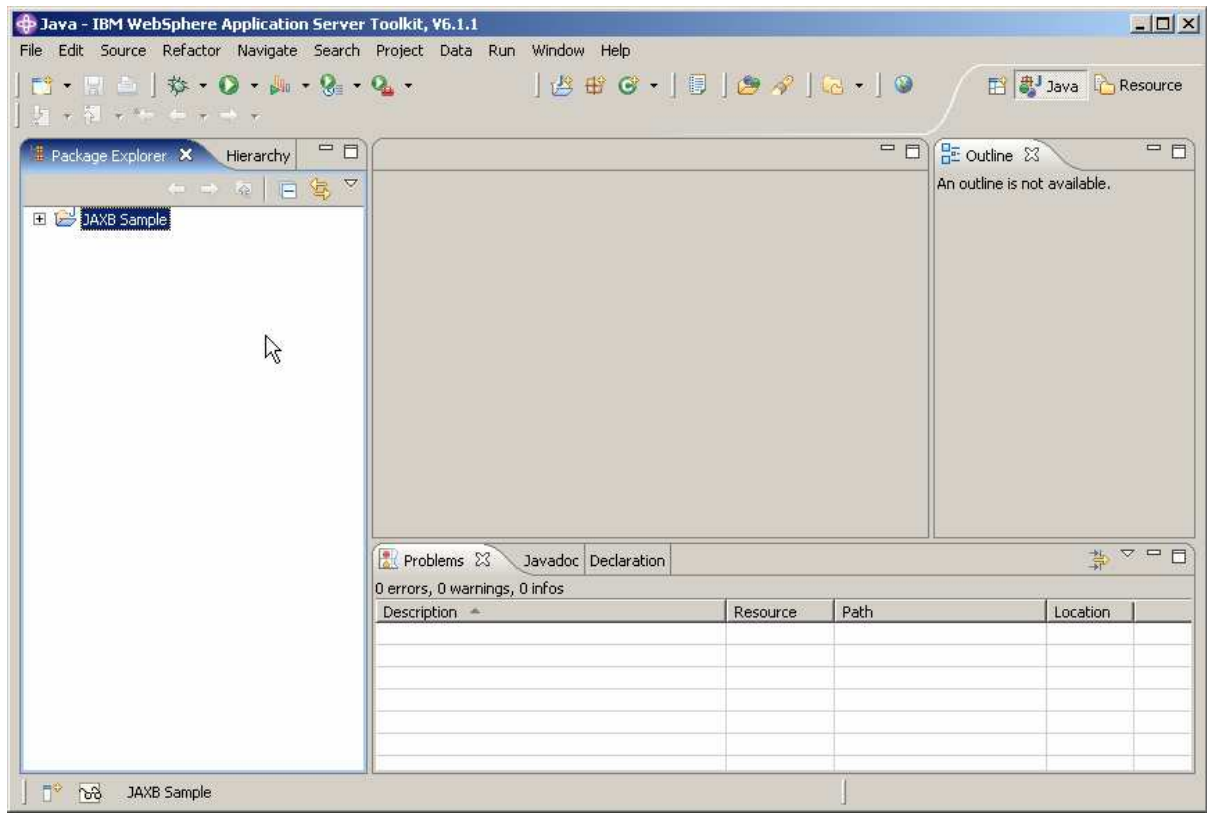 Java - IBM WebSphere Application Server Toolkit, V6.1.1
File Edit Source Refactor Navigate Search Project Data Run Window Help
Java Resource
Package Explorer Hierarchy
Outline
An outline is not available.
JAXB Sample
Problems Javadoc Declaration
0 errors, 0 warnings, 0 infos
Description Resource Path Location
JAXB Sample